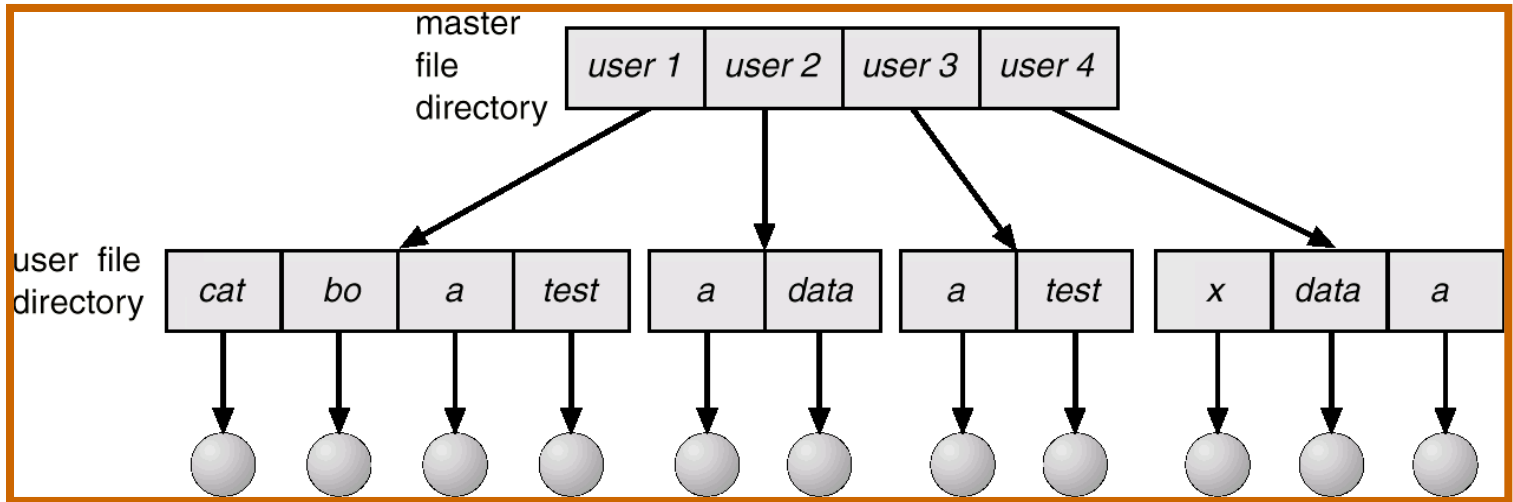 master
file
directory
user 1 user 2 user 3 user 4
user file
directory
cat bo a test a data a test x data a